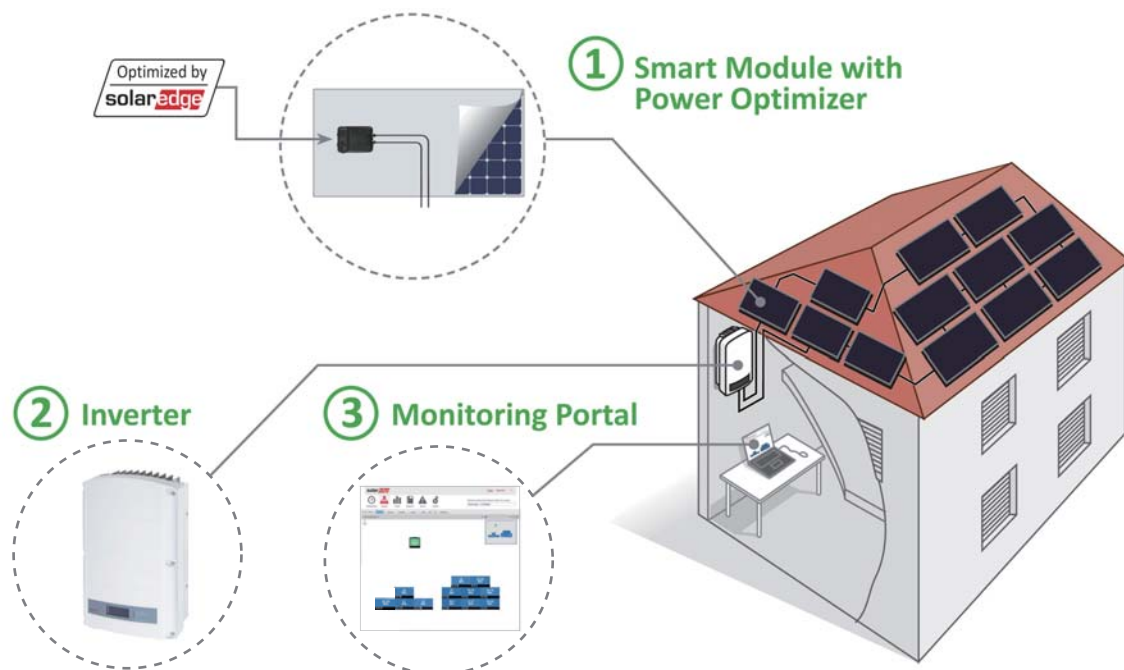 Optimized by
solaredge
1 Smart Module with
Power Optimizer
2 Inverter
3 Monitoring Portal